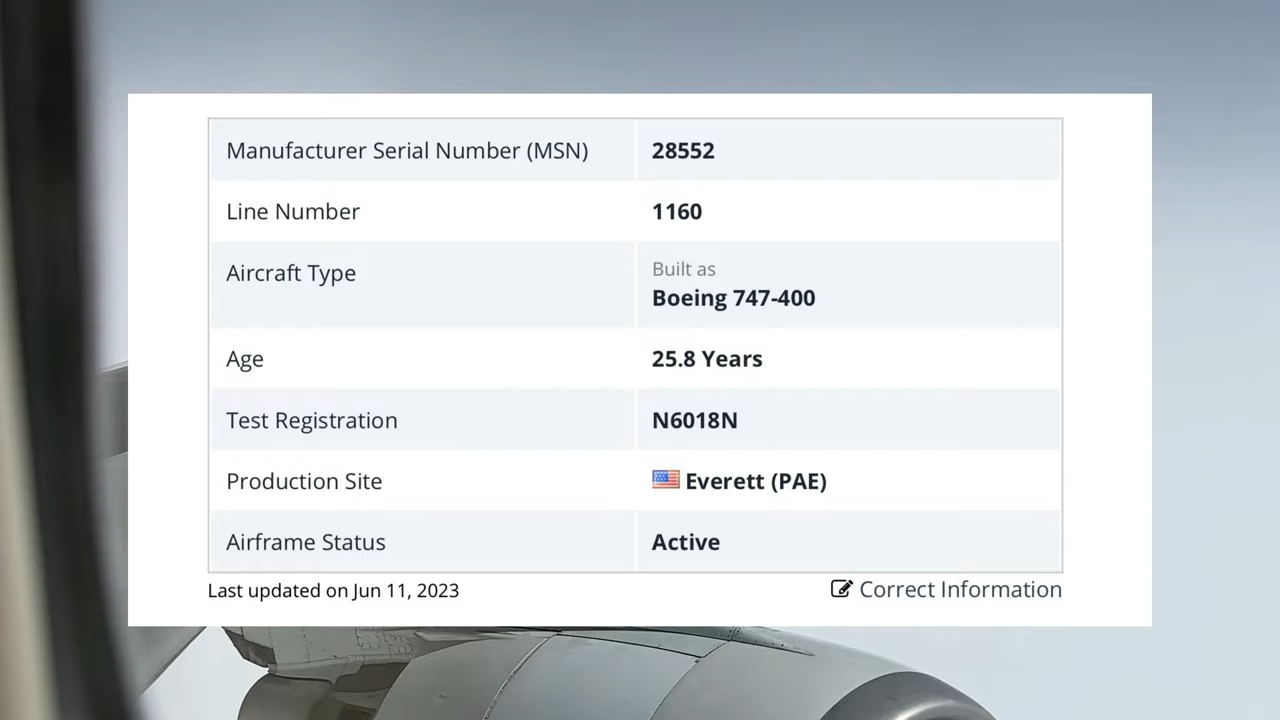 Manufacturer Serial Number (MSN) 28552
Line Number 1160
Aircraft Type Built as
Boeing 747-400
Age 25.8 Years
Test Registration N6018N
Production Site Everett (PAE)
Airframe Status Active
Last updated on Jun 11, 2023 Correct Information